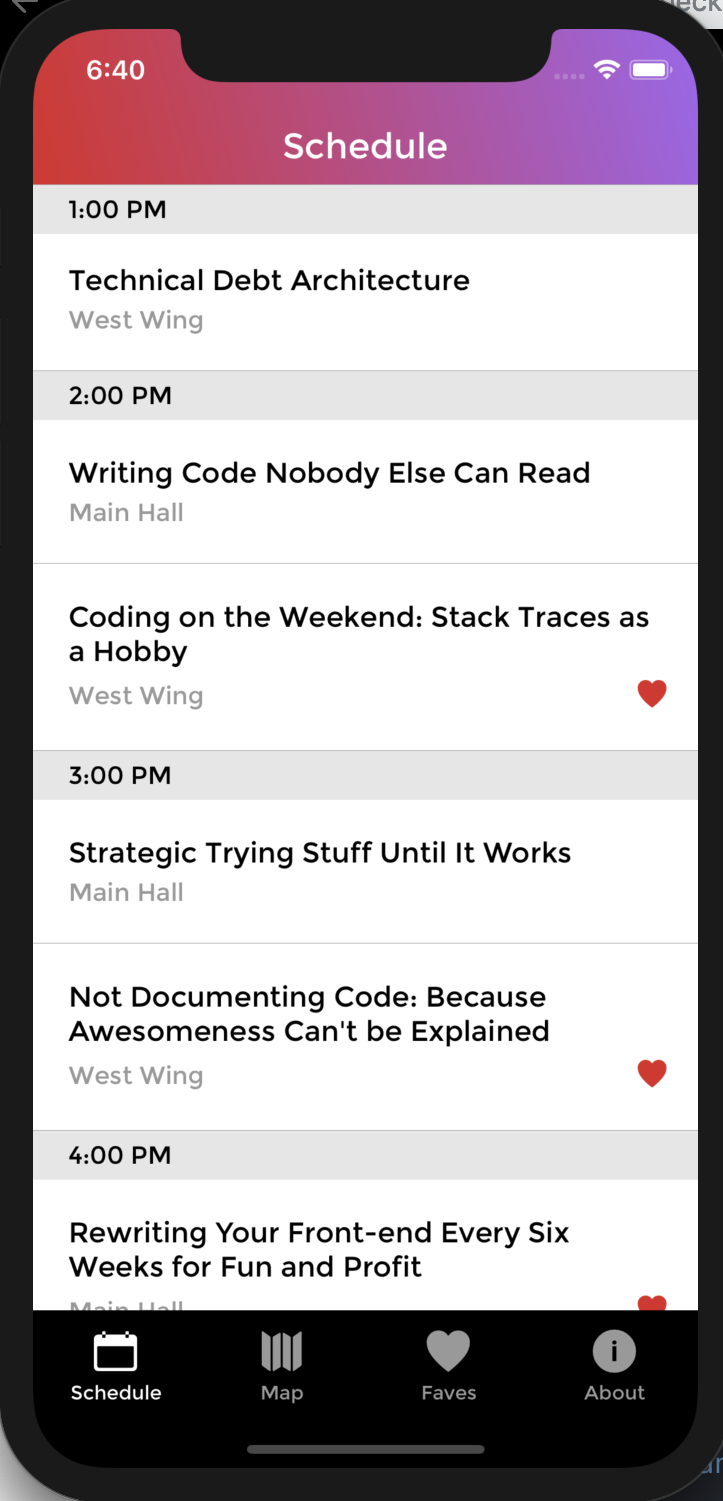 6:40
Schedule
1:00 PM
Technical Debt Architecture
West Wing
2:00 PM
Writing Code Nobody Else Can Read
Main Hall
Coding on the Weekend: Stack Traces as
a Hobby
West Wing
3:00 PM
Strategic Trying Stuff Until It Works
Main Hall
Not Documenting Code: Because
Awesomeness Can't be Explained
West Wing
4:00 PM
Rewriting Your Front-end Every Six
Weeks for Fun and Profit
Main Hall
Schedule
Map
Faves
About